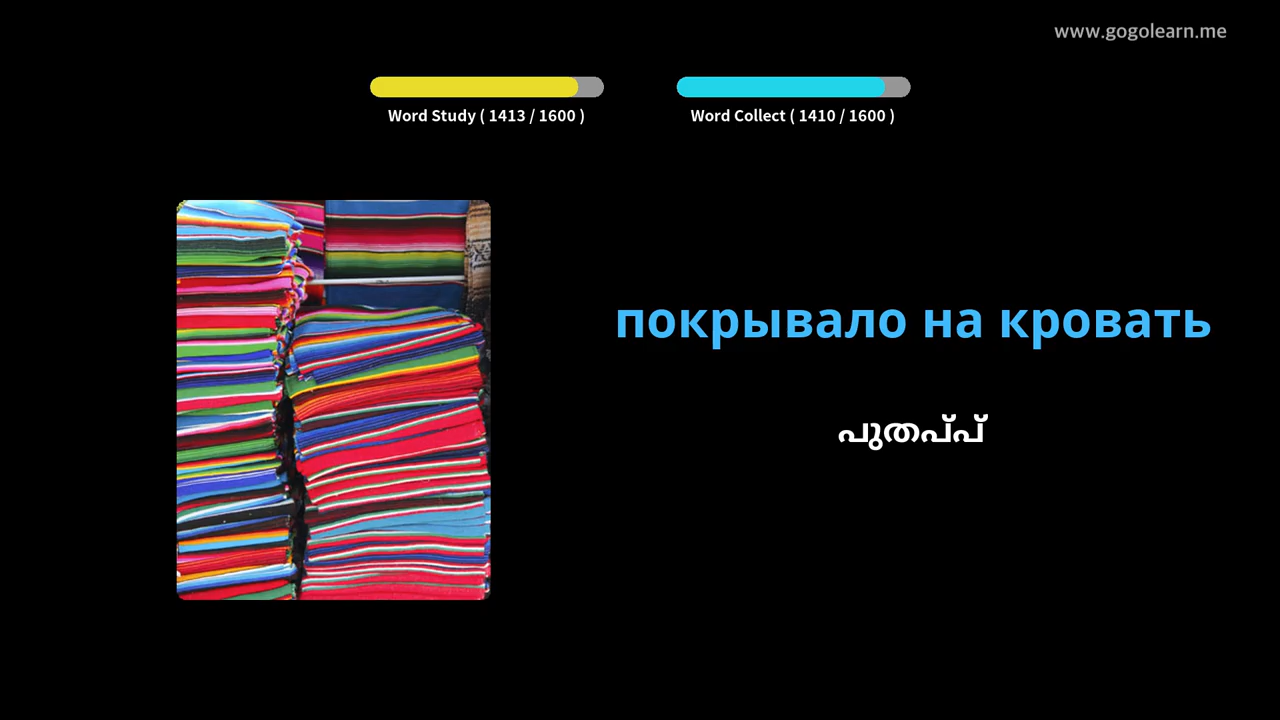 www.gogolearn.me
Word Study ( 1413 / 1600 )
Word Collect ( 1410 / 1600 )
покрывало на кровать
പുതപ്പ്